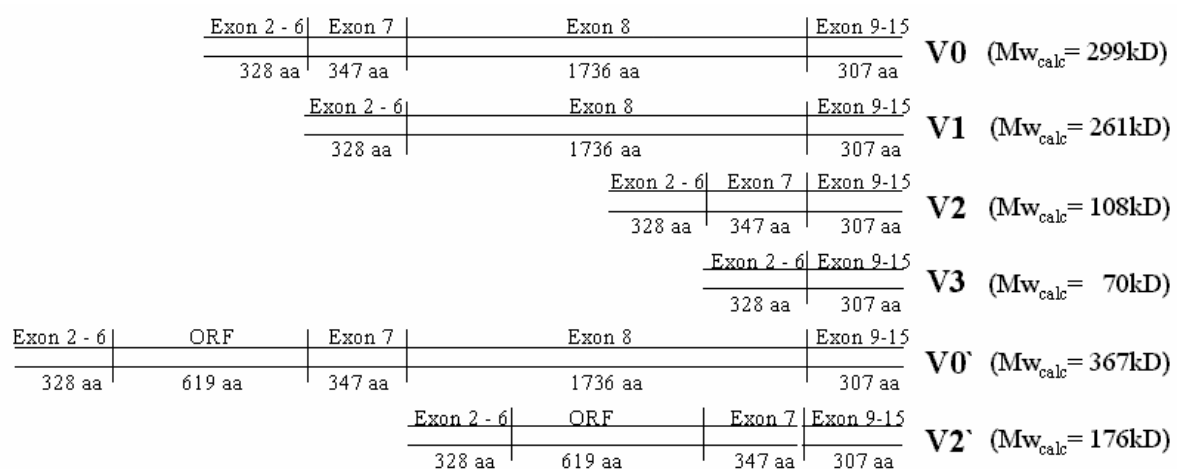 Exon 2 - 6 Exon 7 Exon 8 Exon 9-15
V0 (Mwcalc= 299kD)
328 aa 347 aa 1736 aa 307 aa
Exon 2 - 6 Exon 8 Exon 9-15
V1 (Mwcalc= 261kD)
328 aa 1736 aa 307 aa
Exon 2 - 6 Exon 7 Exon 9-15
V2 (Mwcalc= 108kD)
328 aa 347 aa 307 aa
Exon 2 - 6 Exon 9-15
V3 (Mwcalc= 70kD)
328 aa 307 aa
Exon 2 - 6 ORF Exon 7 Exon 8 Exon 9-15
V0` (Mwcalc= 367kD)
328 aa 619 aa 347 aa 1736 aa 307 aa
Exon 2 - 6 ORF Exon 7 Exon 9-15
V2` (Mwcalc= 176kD)
328 aa 619 aa 347 aa 307 aa